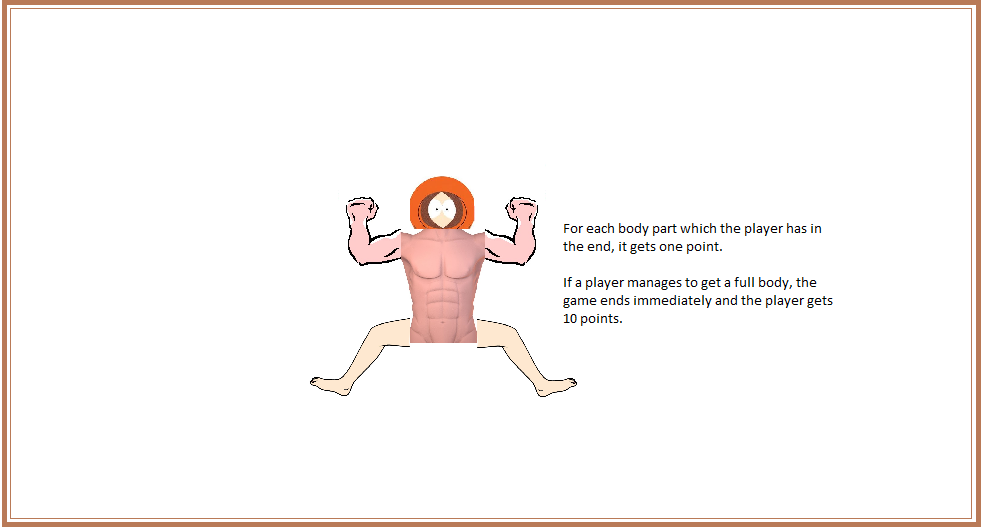 For each body part which the player has in
the end, it gets one point.
If a player manages to get a full body, the
game ends immediately and the player gets
10 points.